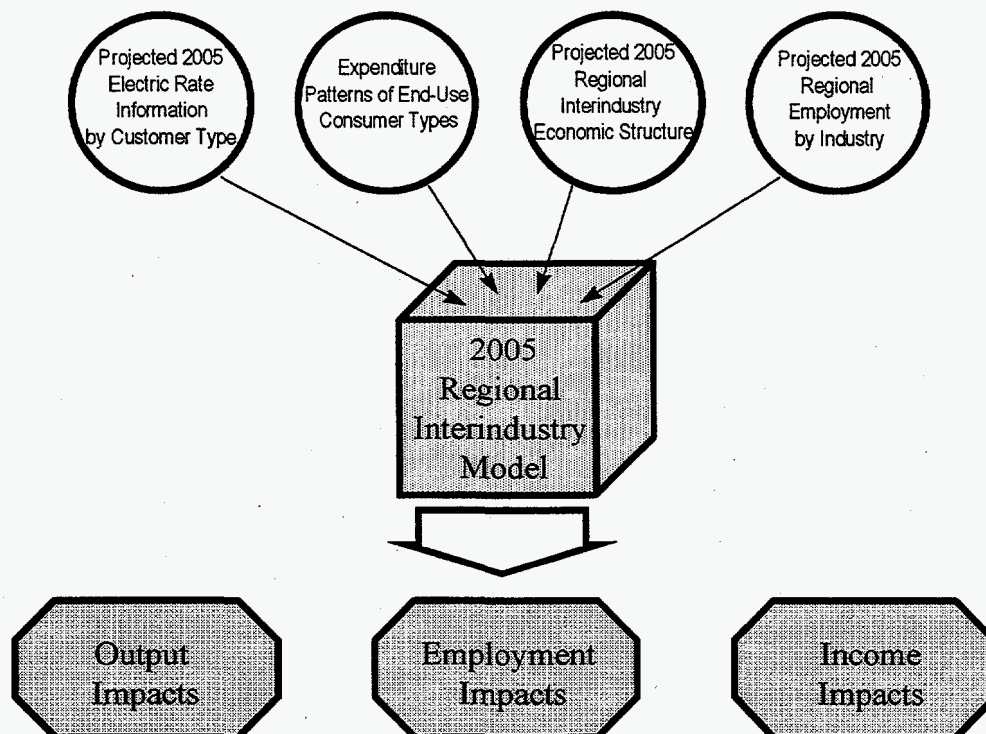 Projected 2005
Electric Rate
Information
by Customer Type
Expenditure
Patterns of End-Use
Consumer Types
Projected 2005
Regional
Interindustry
Economic Structure
Projected 2005
Regional
Employment
by Industry
2005
Regional
Interindustry
Model
Output
Impacts
Employment
Impacts
Income
Impacts